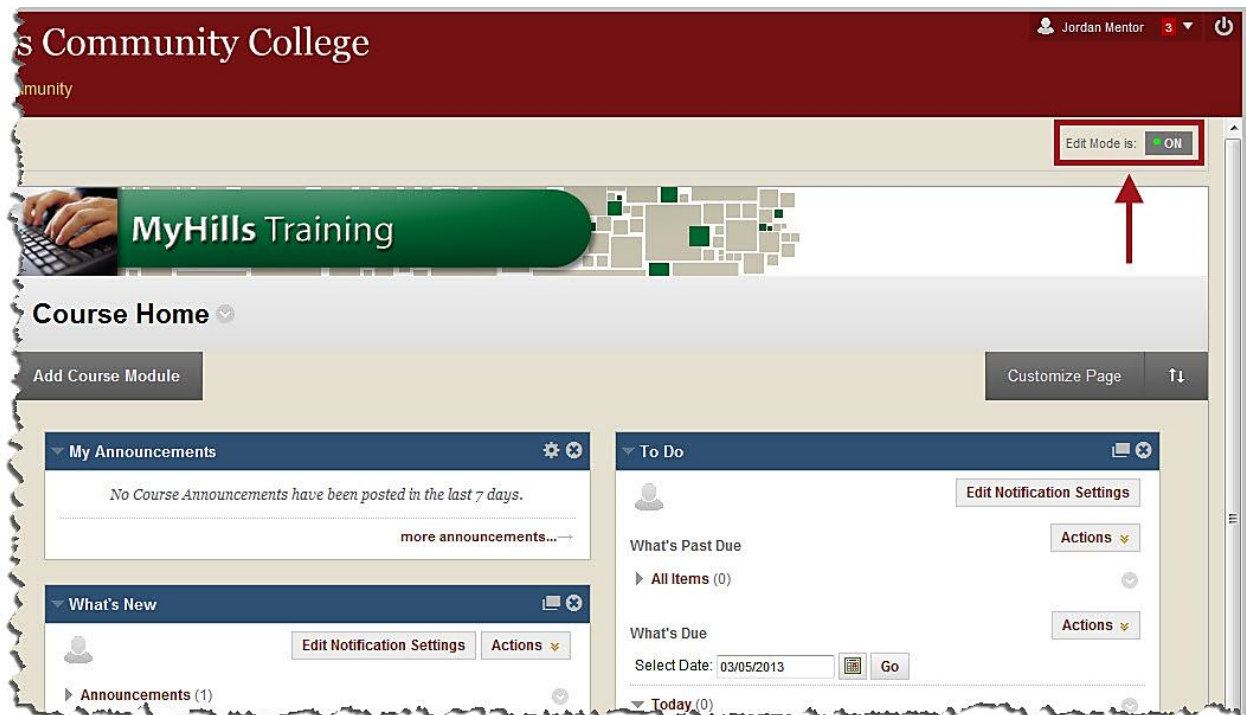 s Community College
munity
Jordan Mentor 3
Edit Mode is: ON
MyHills Training
Course Home
Add Course Module
Customize Page
My Announcements
No Course Announcements have been posted in the last 7 days.
more announcements...
What's New
Edit Notification Settings
Actions
Announcements (1)
To Do
Edit Notification Settings
What's Past Due
Actions
All Items (0)
What's Due
Actions
Select Date: 03/05/2013 Go
Today (0)